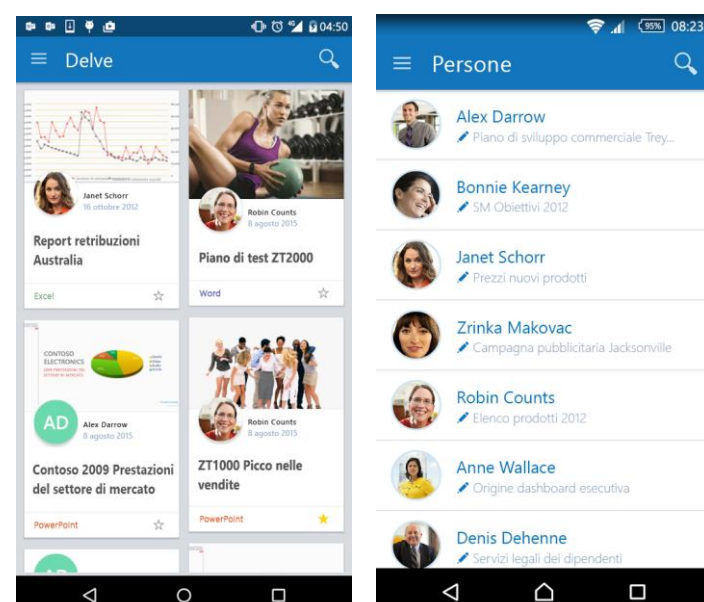 04:50
Delve
Janet Schorr
16 ottobre 2012
Report retribuzioni
Australia
Excel
Robin Counts
8 agosto 2015
Piano di test ZT2000
Word
CONTOSO
ELECTRONICS
AD
Alex Darrow
8 agosto 2015
Contoso 2009 Prestazioni
del settore di mercato
PowerPoint
Robin Counts
8 agosto 2015
ZT1000 Picco nelle
vendite
PowerPoint
AD
95% 08:23
Persone
Alex Darrow
Piano di sviluppo commerciale Trey...
Bonnie Kearney
SM Obiettivi 2012
Janet Schorr
Prezzi nuovi prodotti
Zrinka Makovac
Campagna pubblicitaria Jacksonville
Robin Counts
Elenco prodotti 2012
Anne Wallace
Origine dashboard esecutiva
Denis Dehenne
Servizi legali dei dipendenti